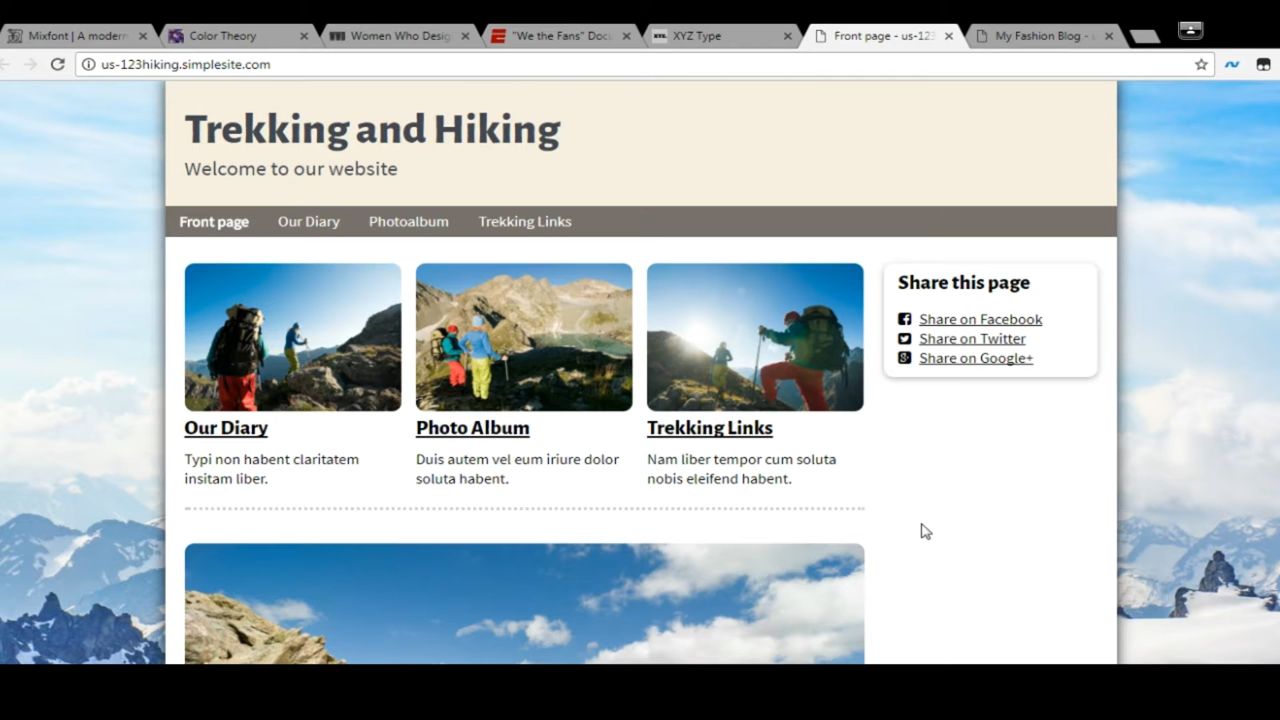 Mixfont | A modern
Color Theory
Women Who Desig
"We the Fans" Docu
XYZ Type
Front page - us-123
My Fashion Blog - u
us-123hiking.simplesite.com
Trekking and Hiking
Welcome to our website
Front page Our Diary Photoalbum Trekking Links
Our Diary
Typi non habent claritatem
insitam liber.
Photo Album
Duis autem vel eum iriure dolor
soluta habent.
Trekking Links
Nam liber tempor cum soluta
nobis eleifend habent.
Share this page
Share on Facebook
Share on Twitter
Share on Google+